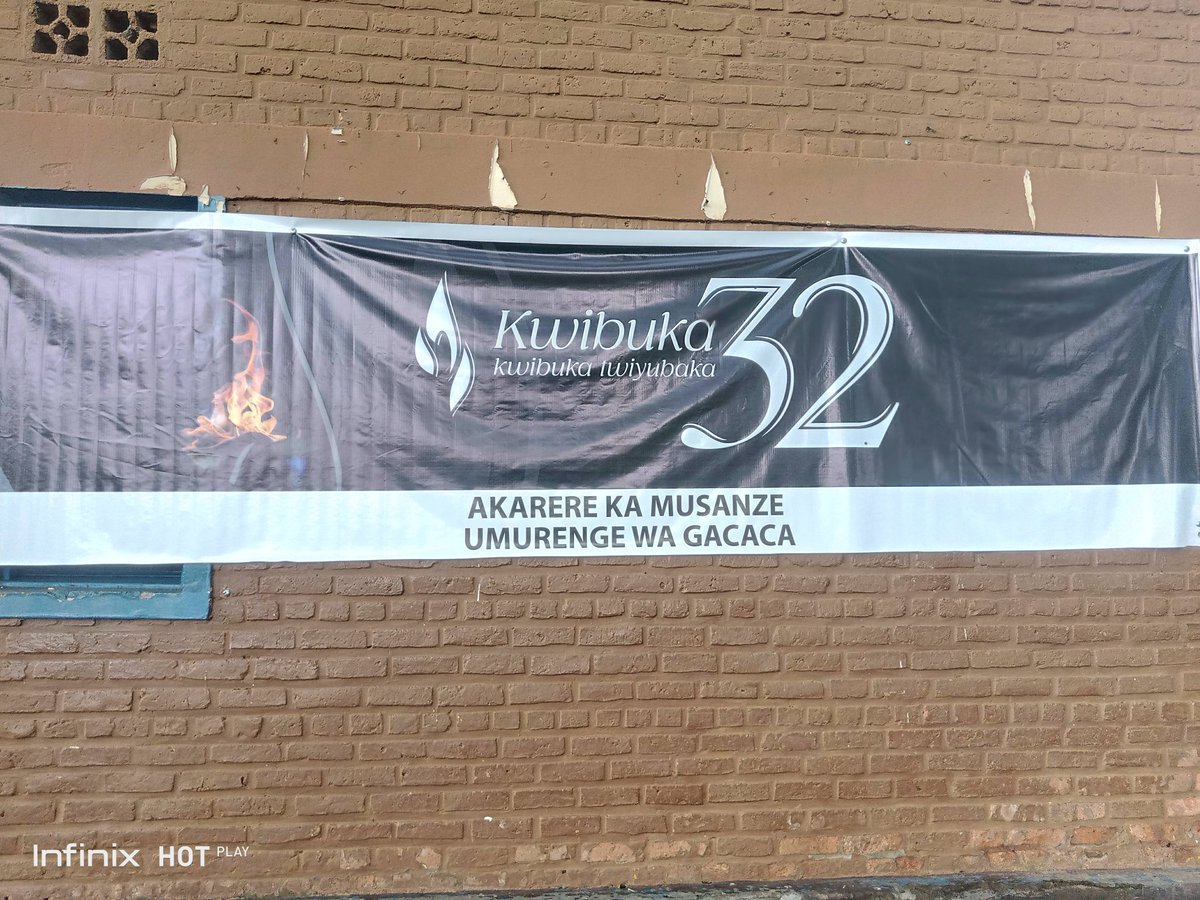 Kwibuka 32
kwibuka twiyubaka
AKARERE KA MUSANZE
UMURENGE WA GACACA
Infinix HOT PLAY